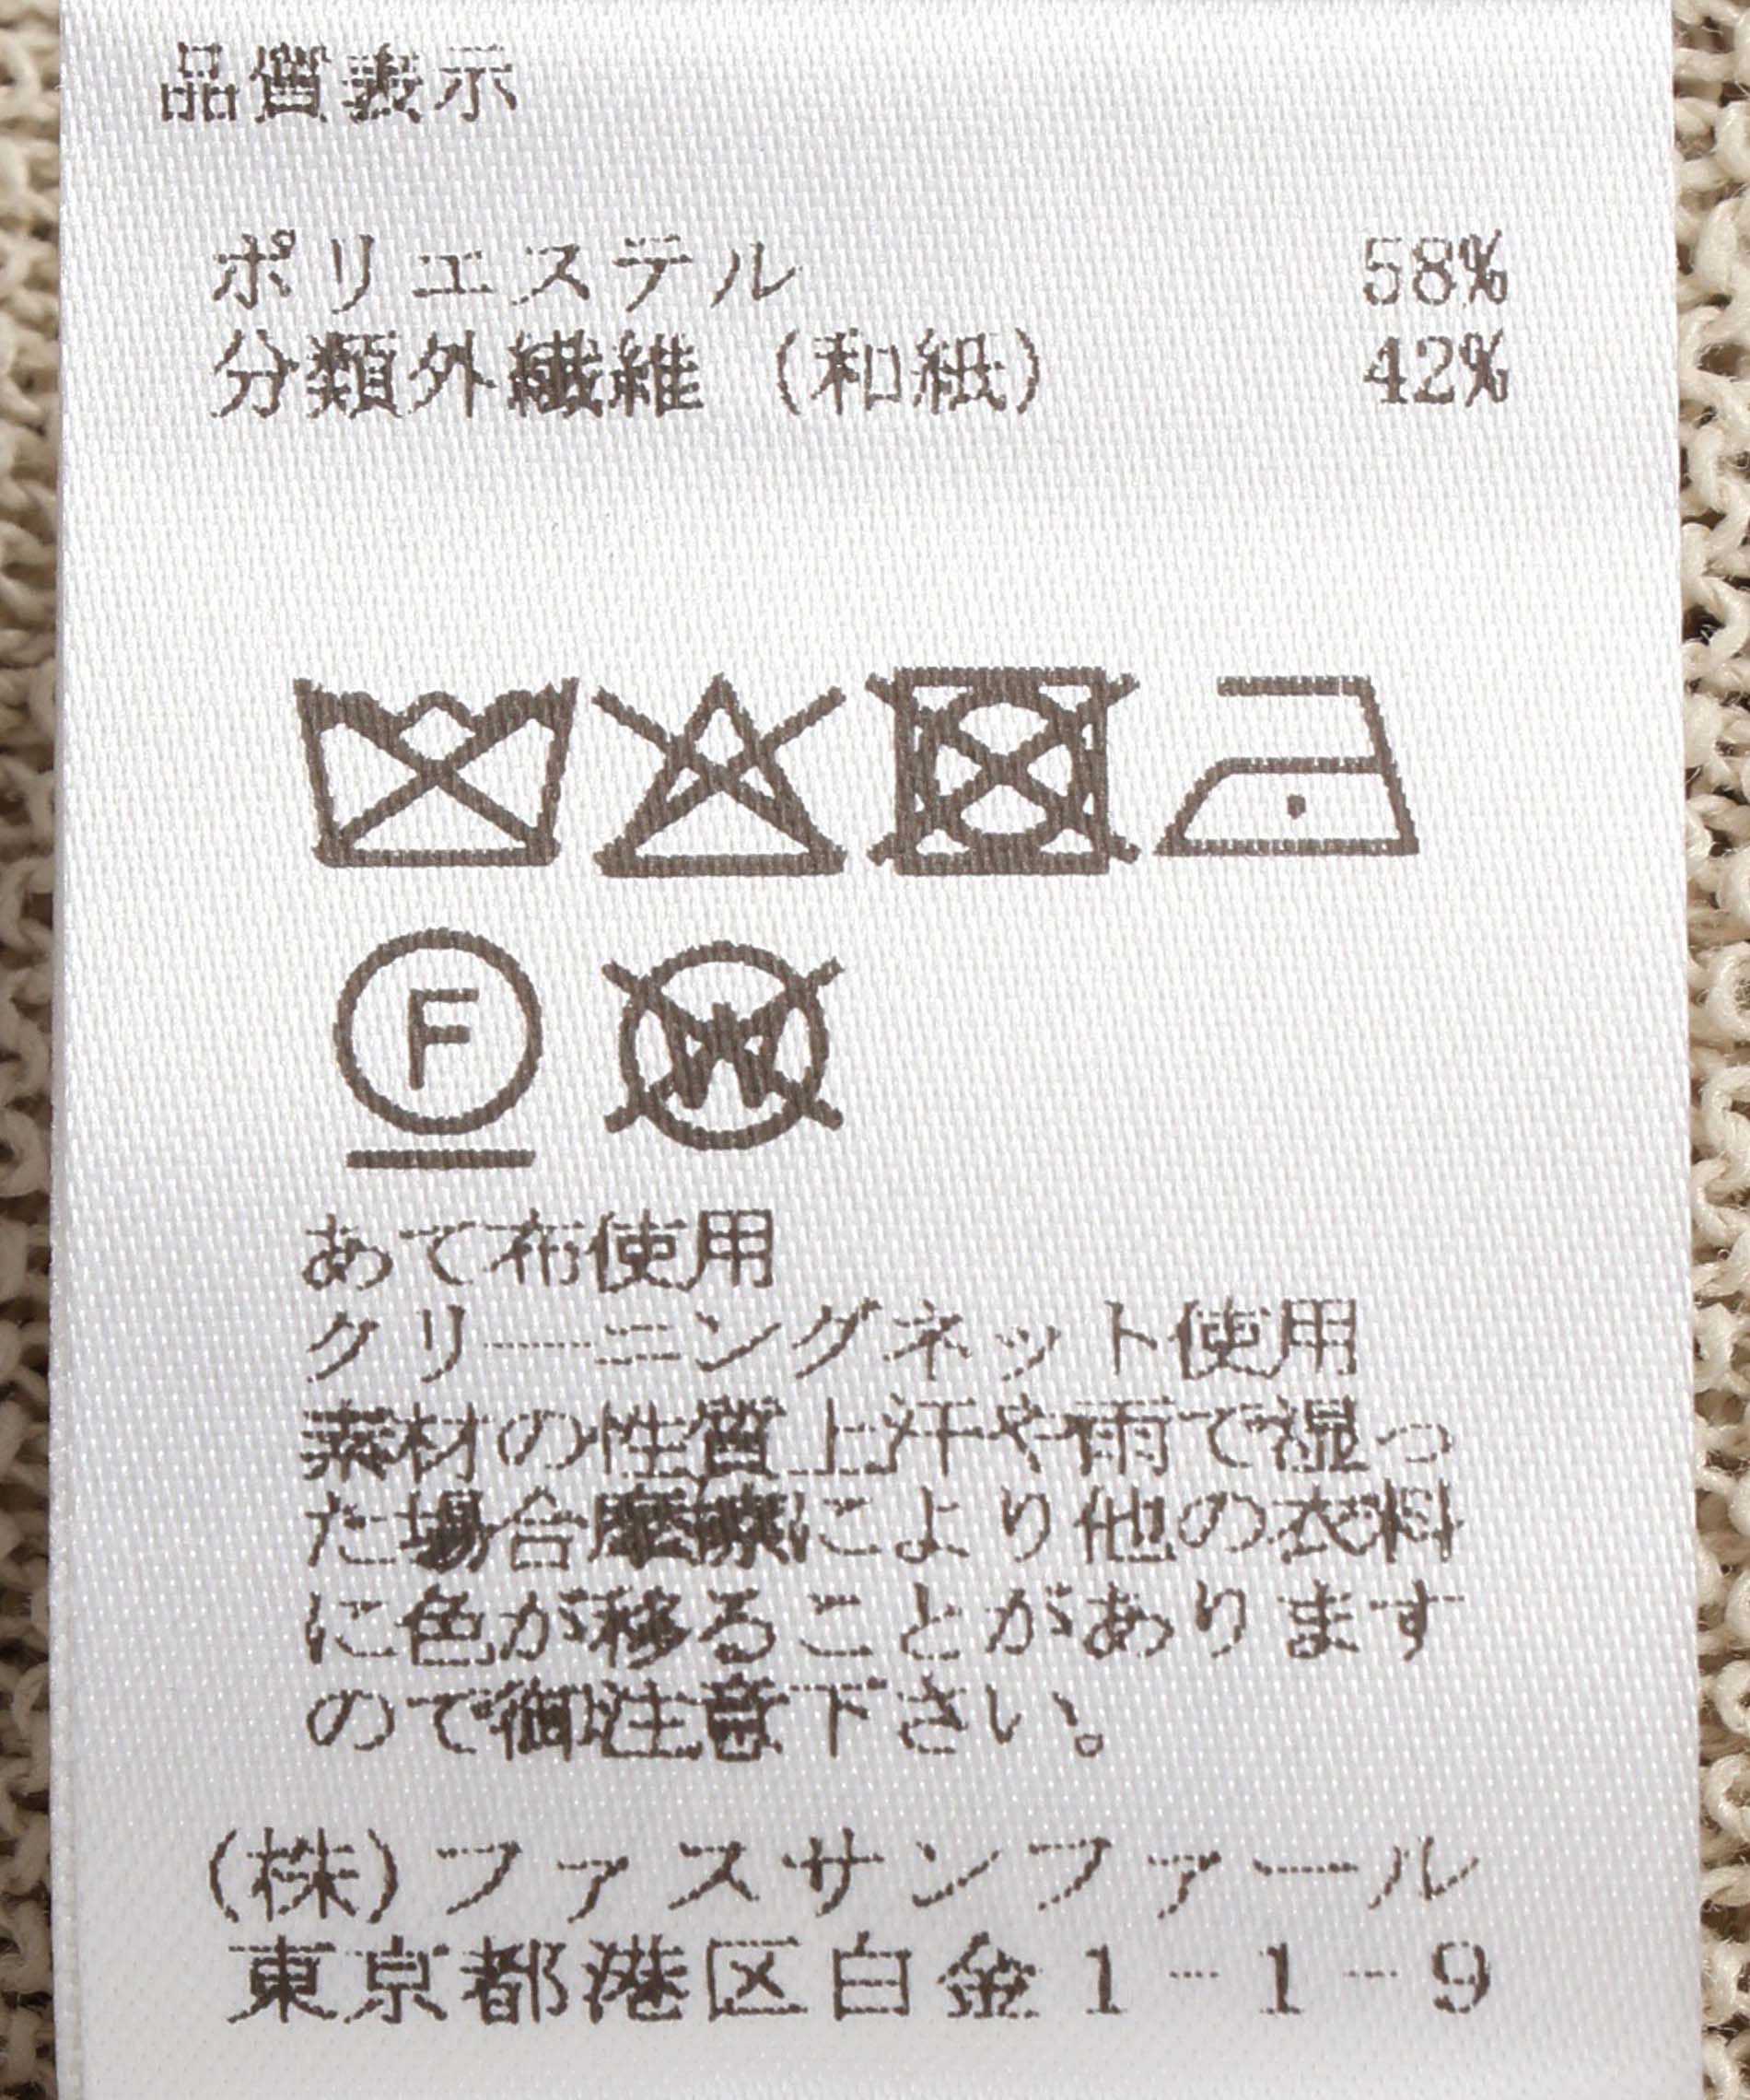 品質表示
ポリエステル 58%
分類外繊維(和紙) 42%
F W
あて布使用
クリーニングネット使用
素材の性質上汗や雨で湿っ
た場合摩擦により他の衣料
に色が移ることがあります
ので御注意下さい。
(株)ファスサンファール
東京都港区白金1-1-9